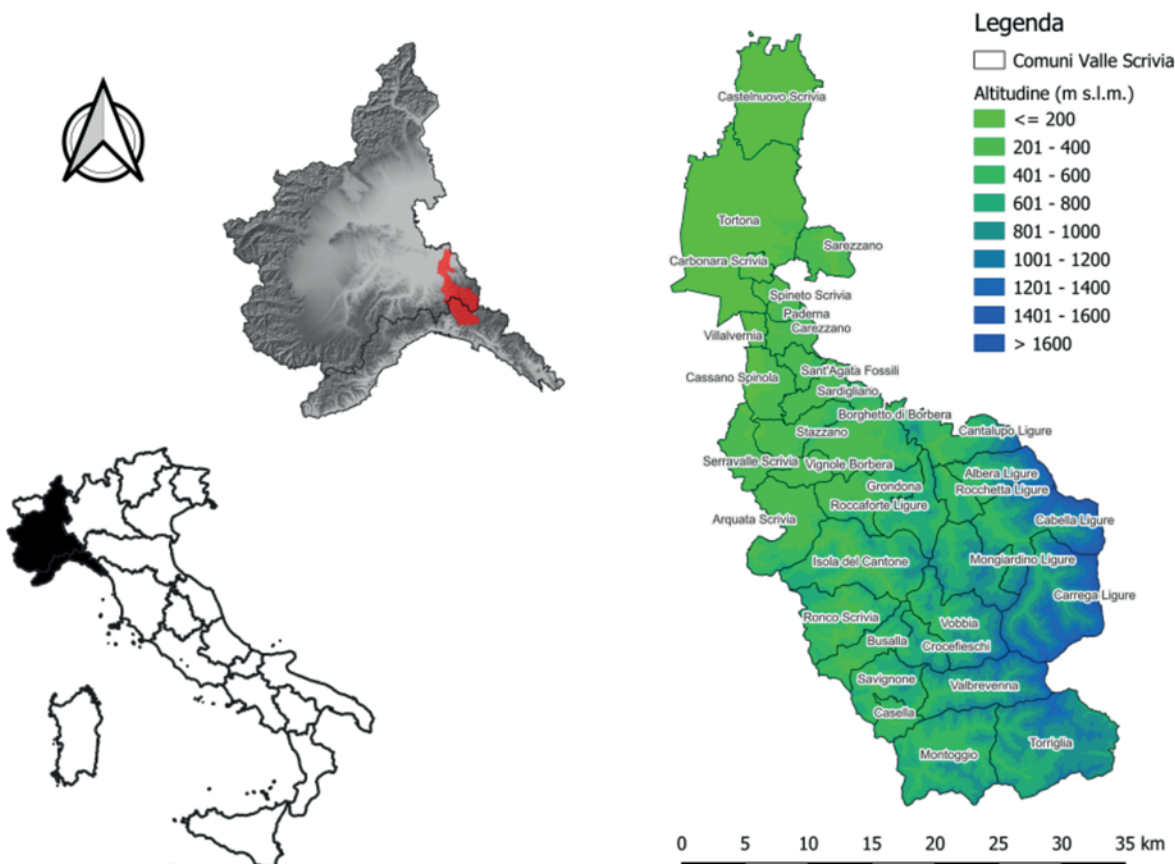 Legenda
Comuni Valle Scrivia
Altitudine (m s.l.m.)
<= 200
201 - 400
401 - 600
601 - 800
801 - 1000
1001 - 1200
1201 - 1400
1401 - 1600
> 1600
Castelnuovo Scrivia
Tortona
Sarezzano
Carbonara Scrivia
Spineto Scrivia
Paderna
Carezzano
Villalvernia
Sant'Agata Fossili
Cassano Spinola
Sardigliano
Borghetto di Borbera
Cantalupo Ligure
Stazzano
Serravalle Scrivia
Vignole Borbera
Albera Ligure
Grondona
Rocchetta Ligure
Roccaforte Ligure
Arquata Scrivia
Cabella Ligure
Isola del Cantone
Mongiardino Ligure
Carrega Ligure
Ronco Scrivia
Vobbia
Busalla
Crocefieschi
Savignone
Valbrevenna
Casella
Montoggio
Torriglia
0 5 10 15 20 25 30 35 km